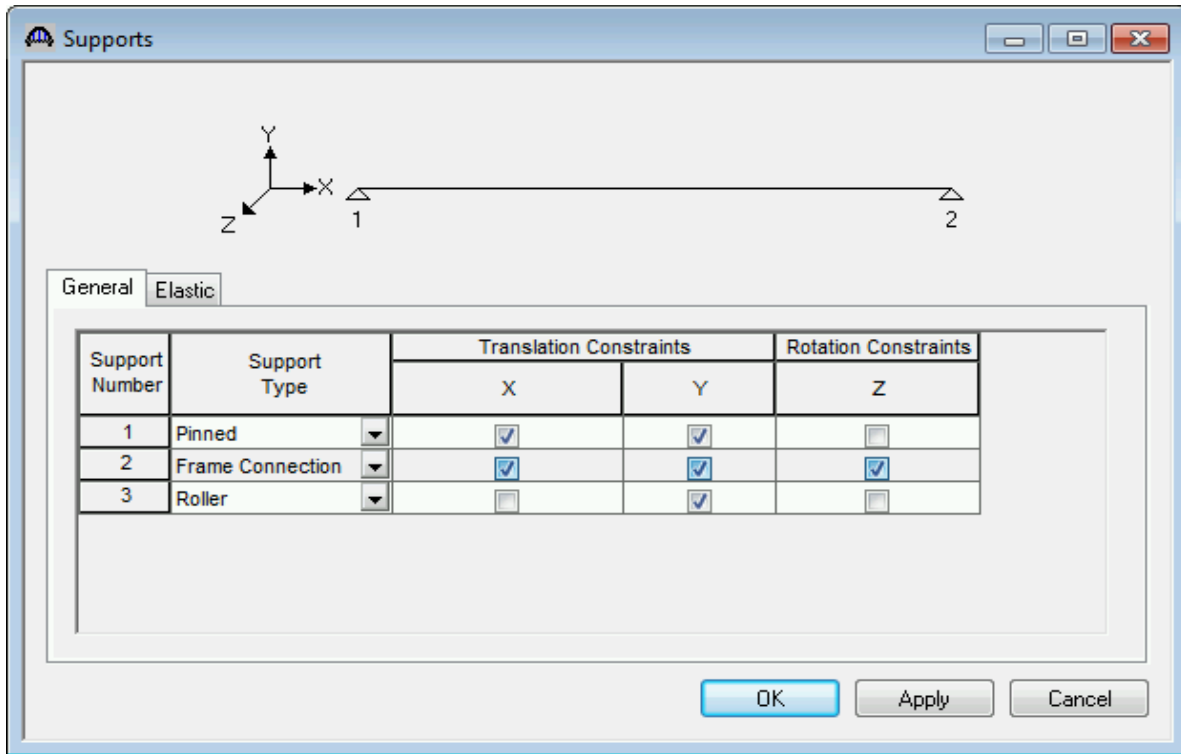 Supports
Y
X
Z
1
2
General Elastic
Support Number Support Type Translation Constraints Rotation Constraints
X Y Z
1 Pinned
2 Frame Connection
3 Roller
OK Apply Cancel